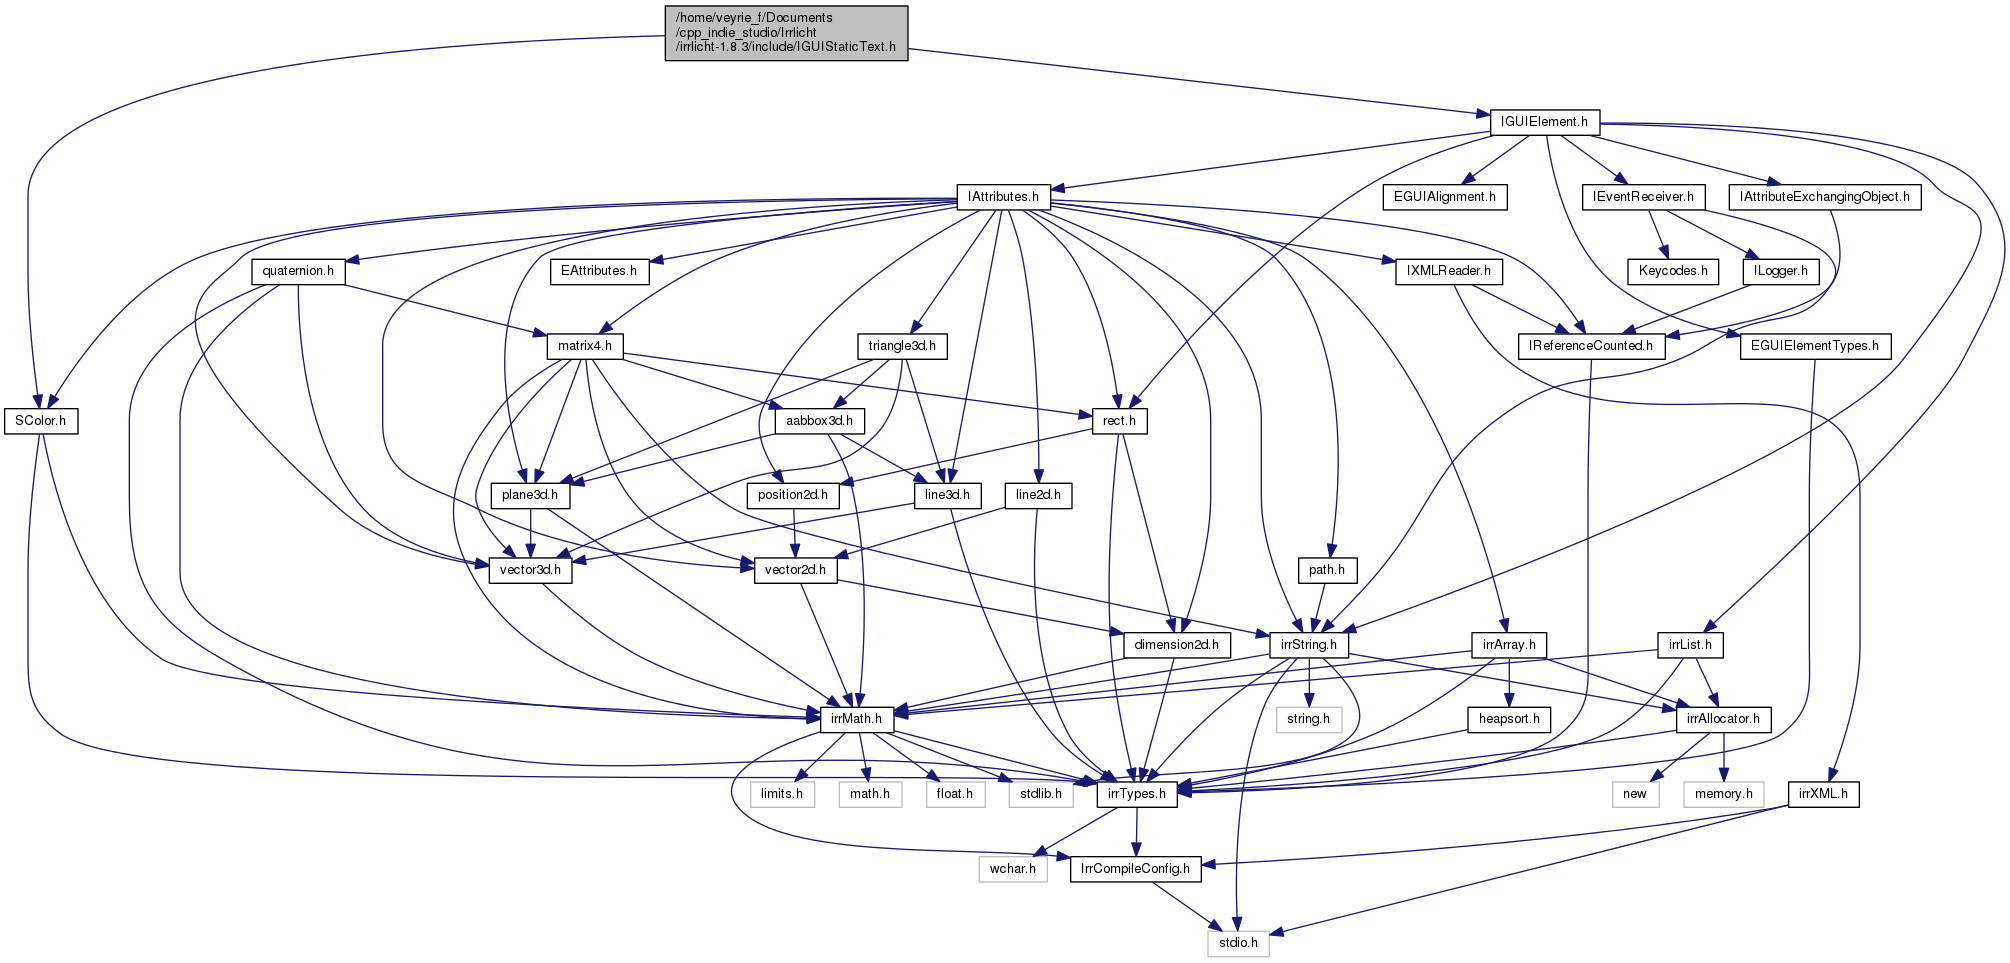 /home/veyrie_f/Documents
/cpp_indie_studio/Irrlicht
/irrlicht-1.8.3/include/IGUIStaticText.h
IGUIElement.h
IAttributes.h
EGUIAlignment.h
IEventReceiver.h
IAttributeExchangingObject.h
quaternion.h
EAttributes.h
IXMLReader.h
Keycodes.h
ILogger.h
matrix4.h
triangle3d.h
IReferenceCounted.h
EGUIElementTypes.h
SColor.h
aabbox3d.h
rect.h
plane3d.h
position2d.h
line3d.h
line2d.h
vector3d.h
vector2d.h
path.h
dimension2d.h
irrString.h
irrArray.h
irrList.h
irrMath.h
string.h
heapsort.h
irrAllocator.h
limits.h
math.h
float.h
stdlib.h
irrTypes.h
new
memory.h
irrXML.h
wchar.h
IrrCompileConfig.h
stdio.h